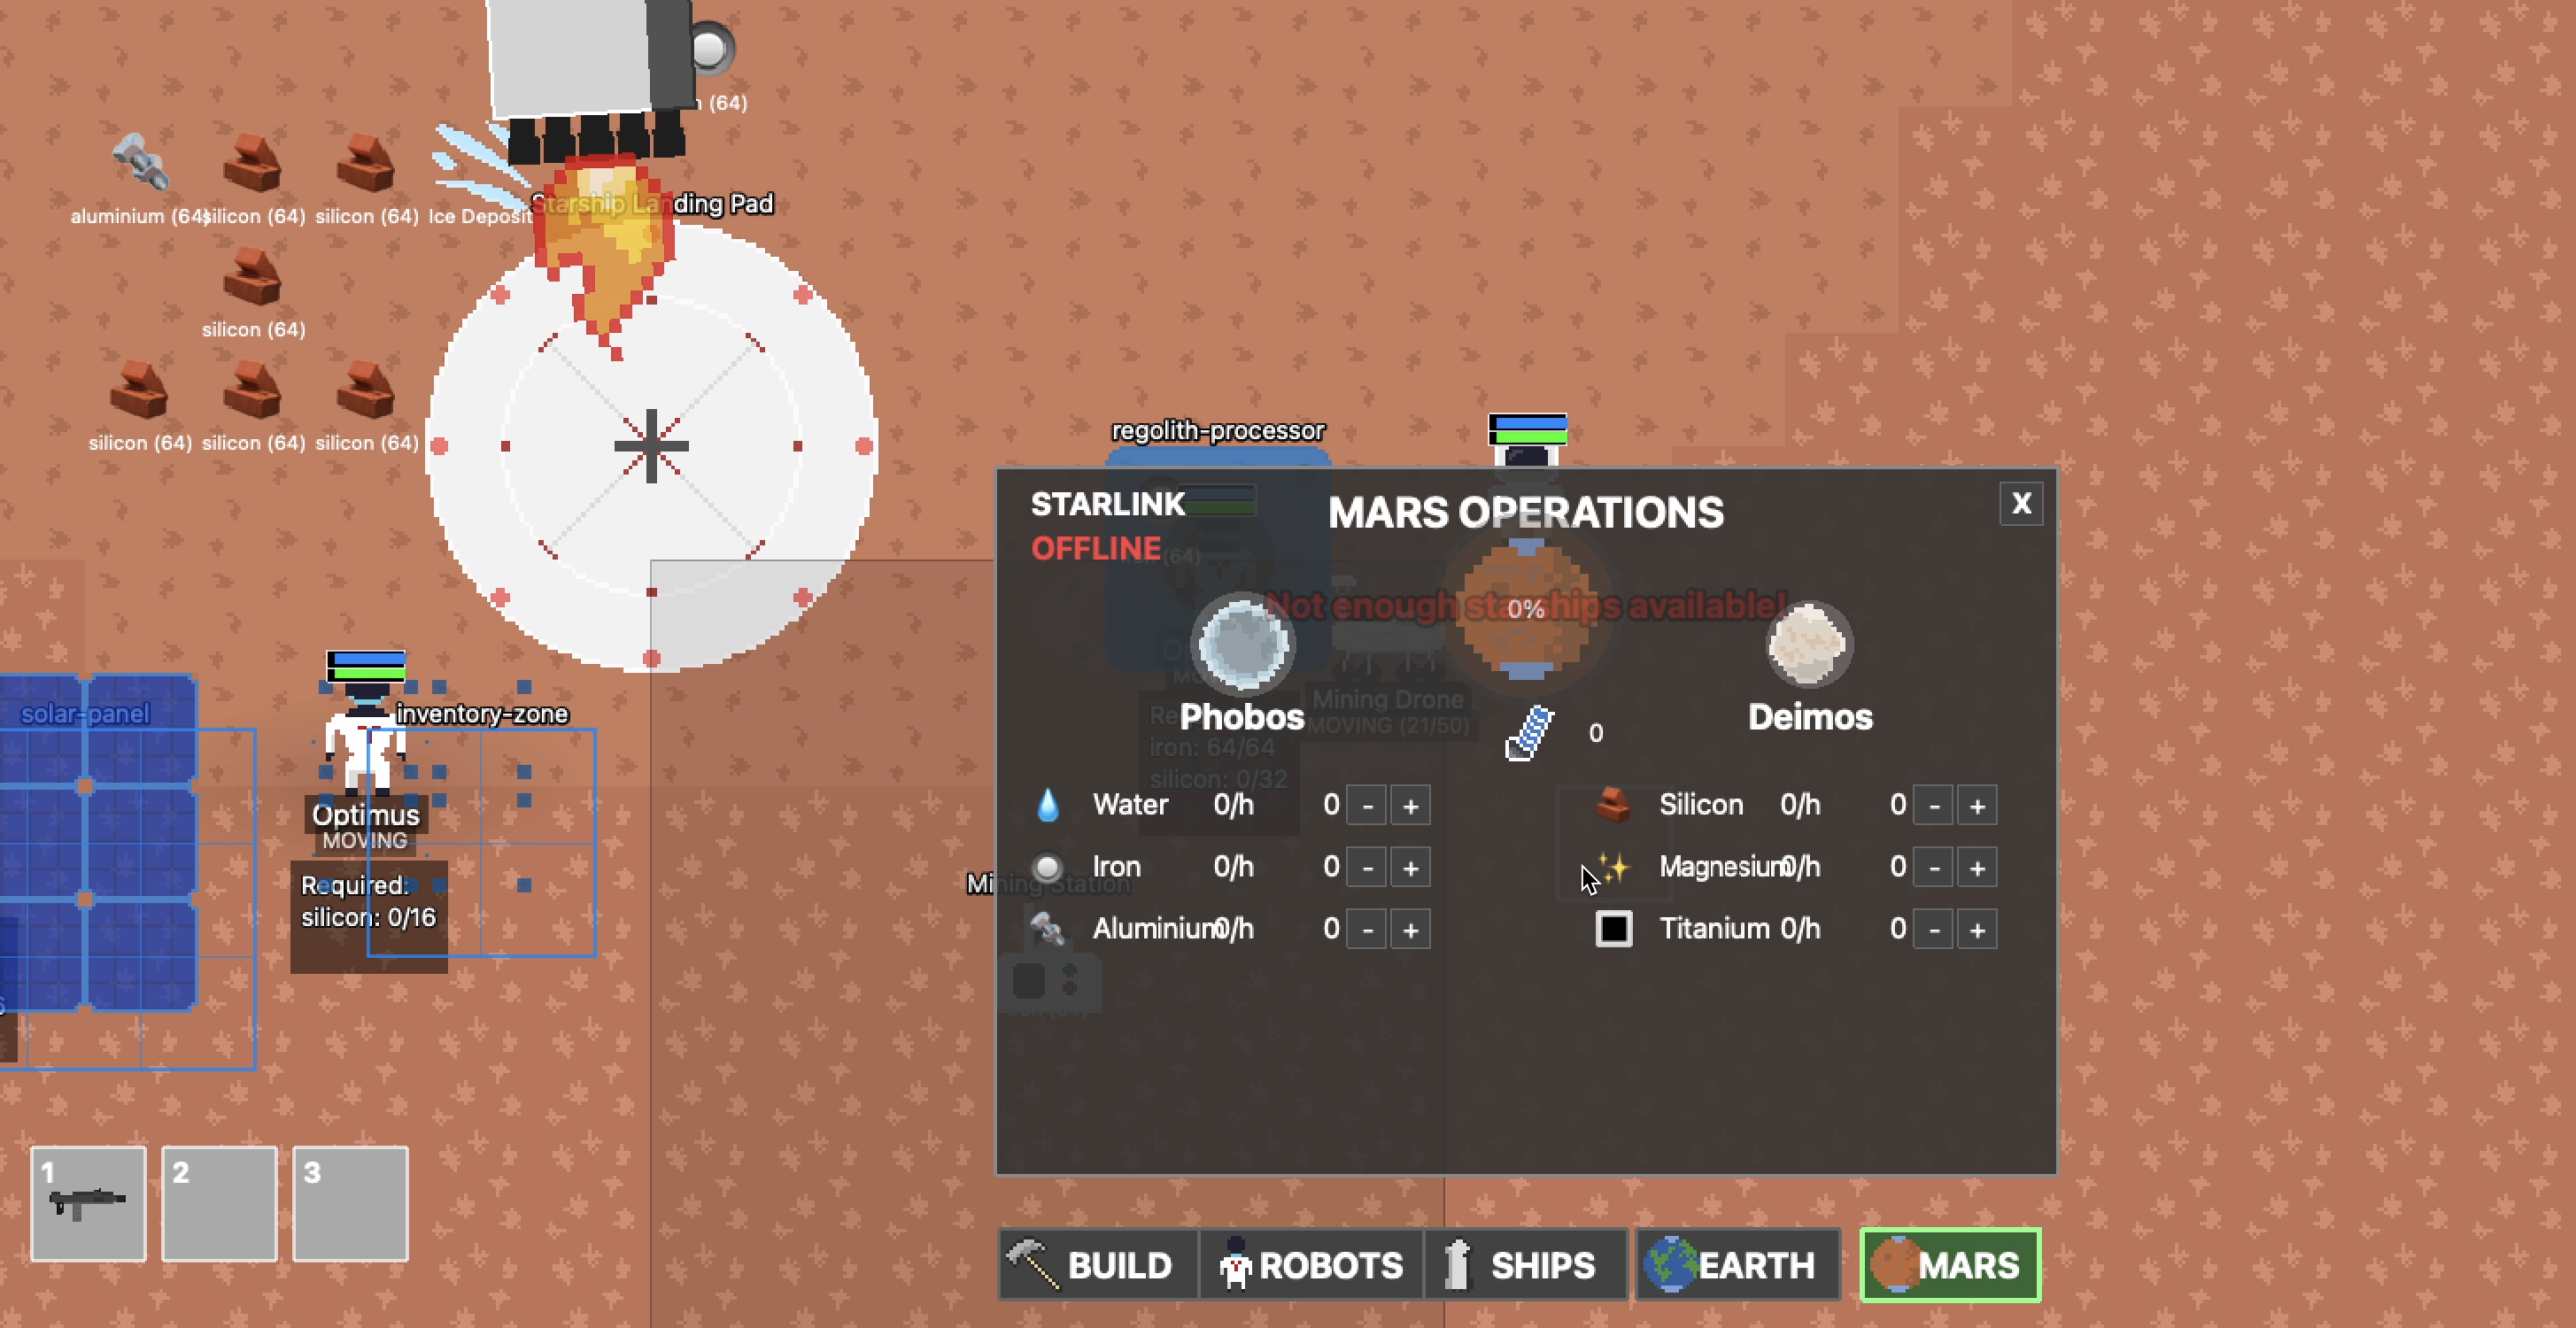 (64)
aluminium (64)
silicon (64)
silicon (64)
Ice Deposit
Starship Landing Pad
silicon (64)
silicon (64)
silicon (64)
silicon (64)
regolith-processor
STARLINK
OFFLINE
MARS OPERATIONS
X
(64)
Not enough starships available!
0%
Phobos
Deimos
Mining Drone
MOVING (21/50)
iron: 64/64
silicon: 0/32
0
Water 0/h 0 - +
Silicon 0/h 0 - +
Iron 0/h 0 - +
Magnesium 0/h 0 - +
Aluminium 0/h 0 - +
Titanium 0/h 0 - +
Mining Station
solar-panel
inventory-zone
Optimus
MOVING
Required:
silicon: 0/16
1
2
3
BUILD
ROBOTS
SHIPS
EARTH
MARS